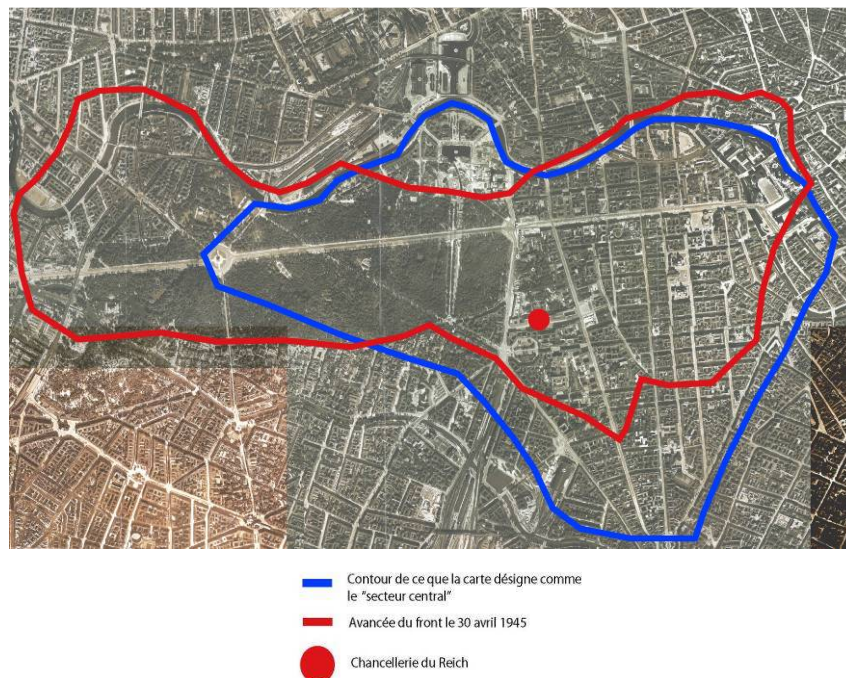 Contour de ce que la carte désigne comme
le "secteur central"
Avancée du front le 30 avril 1945
Chancellerie du Reich